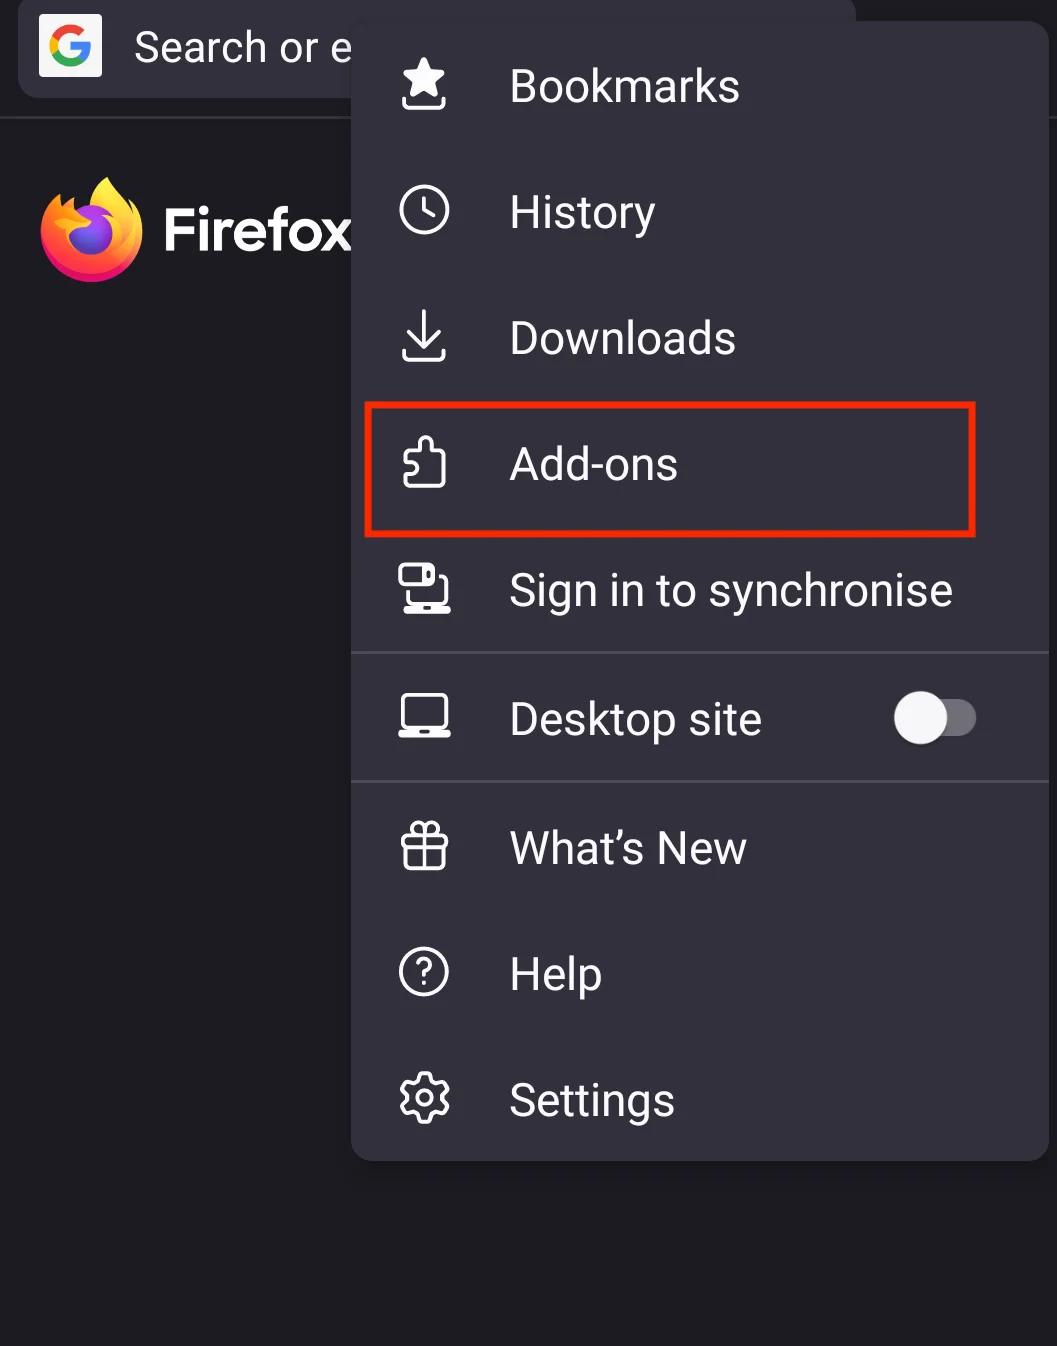 Search or e
Bookmarks
History
Firefox
Downloads
Add-ons
Sign in to synchronise
Desktop site
What’s New
Help
Settings